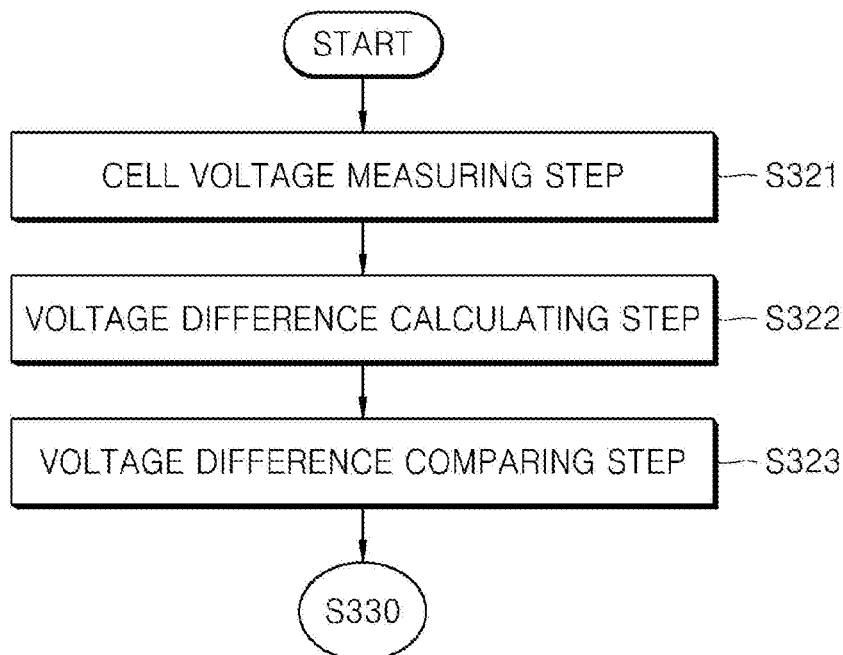 START
CELL VOLTAGE MEASURING STEP
S321
VOLTAGE DIFFERENCE CALCULATING STEP
S322
VOLTAGE DIFFERENCE COMPARING STEP
S323
S330